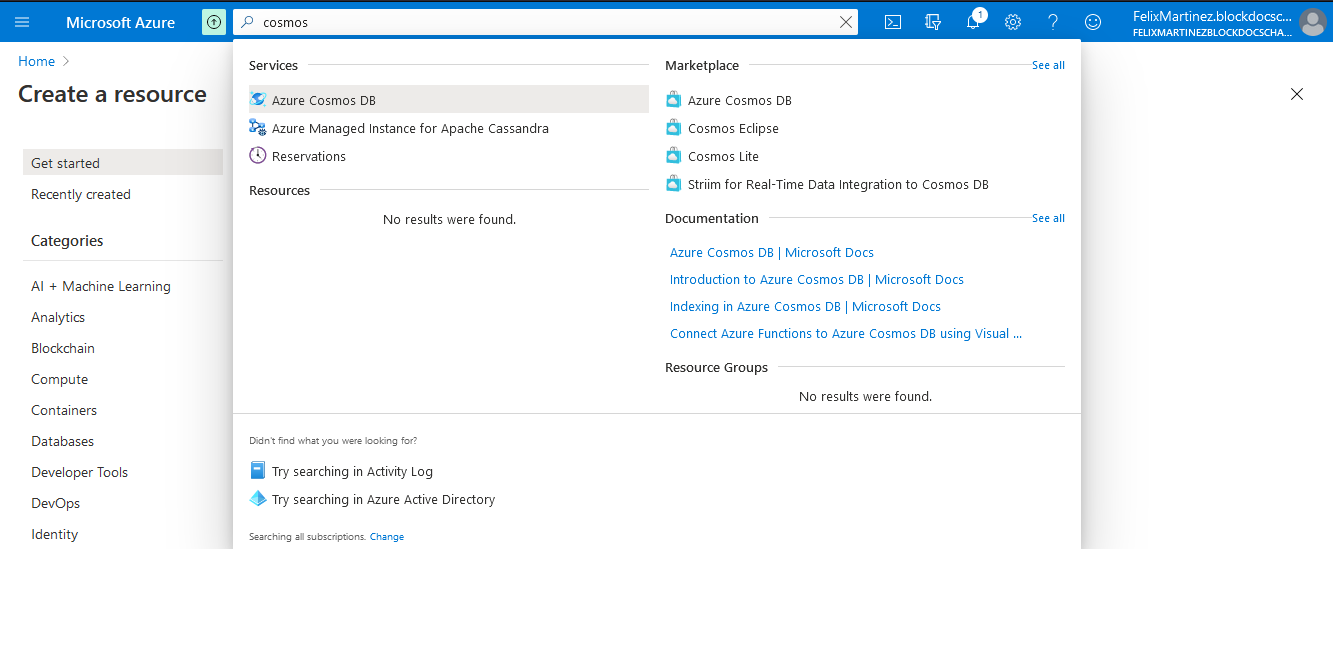 Microsoft Azure
cosmos
1
FelixMartinez.blockdocsc...
FELIXMARTINEZBLOCKDOCSCHA...
Home
Create a resource
Get started
Recently created
Categories
AI + Machine Learning
Analytics
Blockchain
Compute
Containers
Databases
Developer Tools
DevOps
Identity
Services
Azure Cosmos DB
Azure Managed Instance for Apache Cassandra
Reservations
Resources
No results were found.
Marketplace
See all
Azure Cosmos DB
Cosmos Eclipse
Cosmos Lite
Striim for Real-Time Data Integration to Cosmos DB
Documentation
See all
Azure Cosmos DB | Microsoft Docs
Introduction to Azure Cosmos DB | Microsoft Docs
Indexing in Azure Cosmos DB | Microsoft Docs
Connect Azure Functions to Azure Cosmos DB using Visual ...
Resource Groups
No results were found.
Didn't find what you were looking for?
Try searching in Activity Log
Try searching in Azure Active Directory
Searching all subscriptions. Change